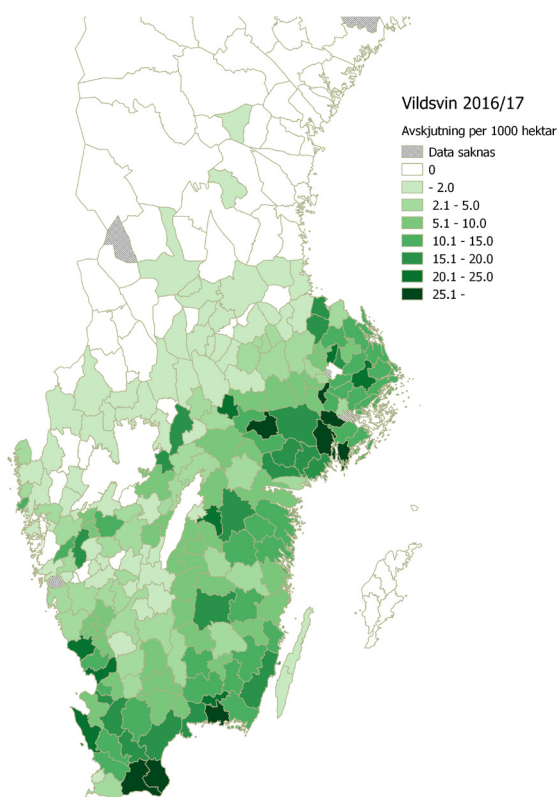 Vildsvin 2016/17
Avskjutning per 1000 hektar
Data saknas
0
- 2.0
2.1 - 5.0
5.1 - 10.0
10.1 - 15.0
15.1 - 20.0
20.1 - 25.0
25.1 -